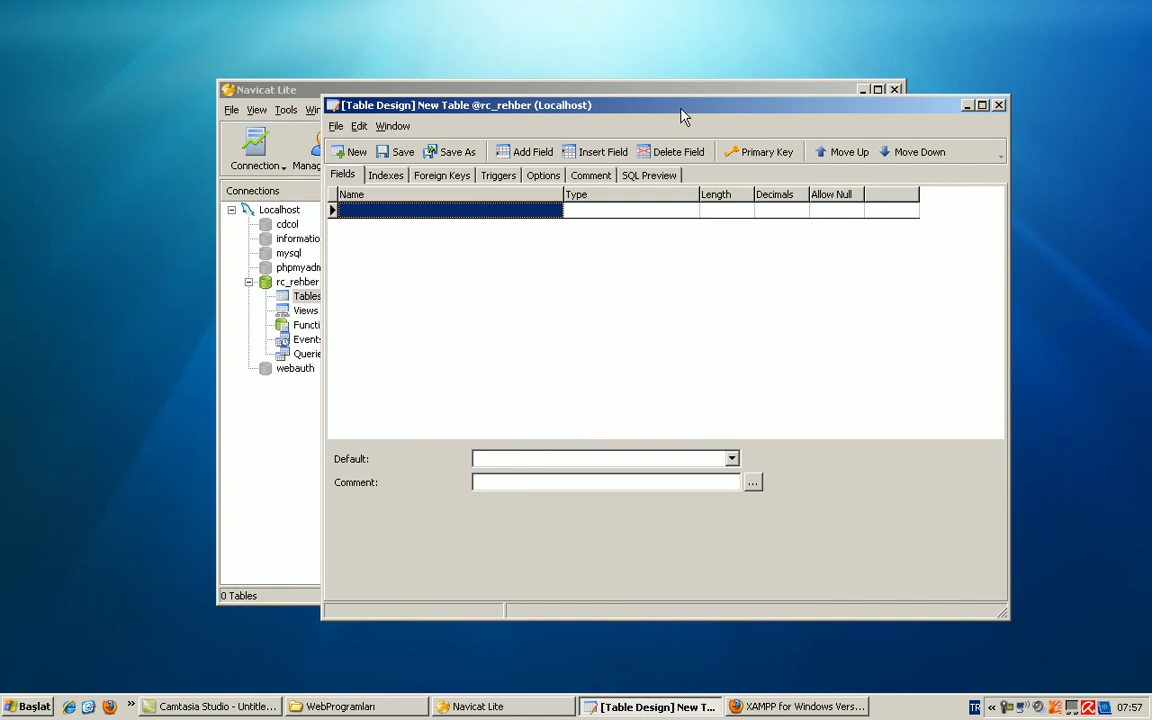 Navicat Lite
File View Tools
Connection
Connections
Localhost
cdcol
mysql
rc_rehber
Tables
Views
webauth
0 Tables
[Table Design] New Table @rc_rehber (Localhost)
File Edit Window
New Save Save As Add Field Insert Field Delete Field Primary Key Move Up Move Down
Fields Indexes Foreign Keys Triggers Options Comment SQL Preview
Name Type Length Decimals Allow Null
Default:
Comment:
...
Başlat » Camtasia Studio - Untitle... WebProgramları Navicat Lite [Table Design] New T... XAMPP for Windows Vers... TR « 07:57